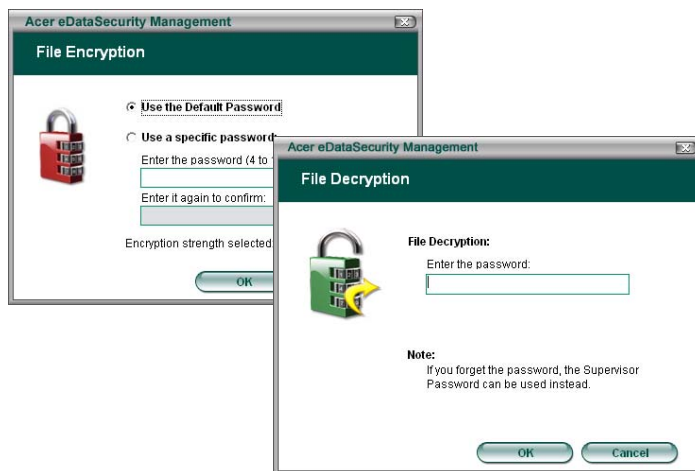 Acer eDataSecurity Management
File Encryption
Use the Default Password
Use a specific password:
Enter the password (4 to
Enter it again to confirm:
Encryption strength selected:
OK
Acer eDataSecurity Management
File Decryption
File Decryption:
Enter the password:
Note:
If you forget the password, the Supervisor
Password can be used instead.
OK
Cancel